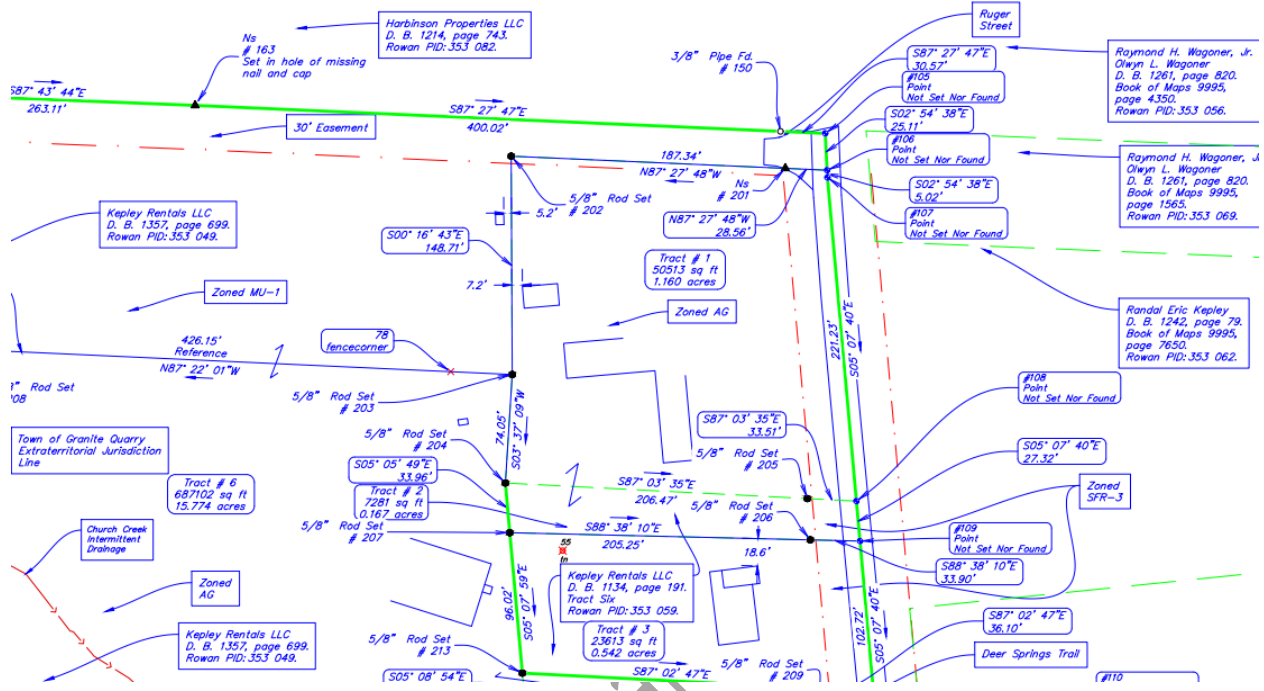 Ns
# 163
Set in hole of missing
nail and cap
Harbinson Properties LLC
D. B. 1214, page 743.
Rowan PID:353 082.
Ruger
Street
3/8" Pipe Fd.
# 150
S87° 27' 47"E
30.57'
#105
Point
Not Set Nor Found
Raymond H. Wagoner, Jr.
Olwyn L. Wagoner
D. B. 1261, page 820.
Book of Maps 9995,
page 4350.
Rowan PID:353 056.
S87° 43' 44"E
263.11'
S87° 27' 47"E
400.02'
30' Easement
S02° 54' 38"E
25.11'
#106
Point
Not Set Nor Found
187.34'
N87° 27' 48"W
Ns
# 201
S02° 54' 38"E
5.02'
#107
Point
Not Set Nor Found
Raymond H. Wagoner, J
Olwyn L. Wagoner
D. B. 1261, page 820.
Book of Maps 9995,
page 1565.
Rowan PID:353 069.
5/8" Rod Set
# 202
5.2'
N87° 27' 48"W
28.56'
Kepley Rentals LLC
D. B. 1357, page 699.
Rowan PID:353 049.
S00° 16' 43"E
148.71'
Tract # 1
50513 sq ft
1.160 acres
7.2'
Zoned MU-1
Zoned AG
221.23'
S05° 07' 40"E
Randal Eric Kepley
D. B. 1242, page 79.
Book of Maps 9995,
page 7650.
Rowan PID:353 062.
426.15'
Reference
N87° 22' 01"W
78
fencecorner
" Rod Set
08
5/8" Rod Set
# 203
#108
Point
Not Set Nor Found
74.05'
S03° 37' 09"W
S87° 03' 35"E
33.51'
Town of Granite Quarry
Extraterritorial Jurisdiction
Line
5/8" Rod Set
# 204
5/8" Rod Set
# 205
S05° 07' 40"E
27.32'
S05° 05' 49"E
33.96'
S87° 03' 35"E
206.47'
Tract # 6
687102 sq ft
15.774 acres
Tract # 2
7281 sq ft
0.167 acres
Zoned
SFR-3
5/8" Rod Set
# 206
5/8" Rod Set
# 207
S88° 38' 10"E
205.25'
18.6'
#109
Point
Not Set Nor Found
Church Creek
Intermittent
Drainage
55
tn
S88° 38' 10"E
33.90'
Zoned
AG
96.02'
S05° 07' 59"E
Kepley Rentals LLC
D. B. 1134, page 191.
Tract Six
Rowan PID:353 059.
102.72'
S05° 07' 40"E
S87° 02' 47"E
36.10'
Kepley Rentals LLC
D. B. 1357, page 699.
Rowan PID:353 049.
Tract # 3
23613 sq ft
0.542 acres
5/8" Rod Set
# 213
5/8" Rod Set
# 209
Deer Springs Trail
S05° 08' 54"E
S87° 02' 47"E
#110